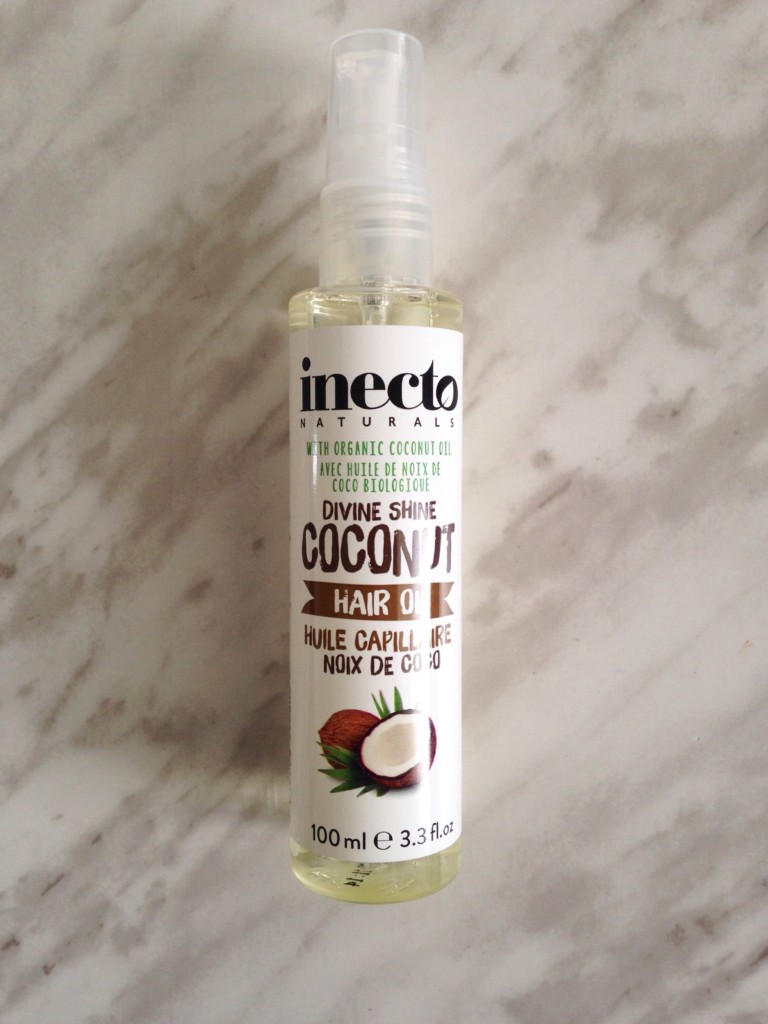 inecto
NATURALS
WITH ORGANIC COCONUT OIL
AVEC HUILE DE NOIX DE
COCO BIOLOGIQUE
DIVINE SHINE
COCONUT
HAIR OIL
HUILE CAPILLAIRE
NOIX DE COCO
100 ml e 3.3 fl.oz